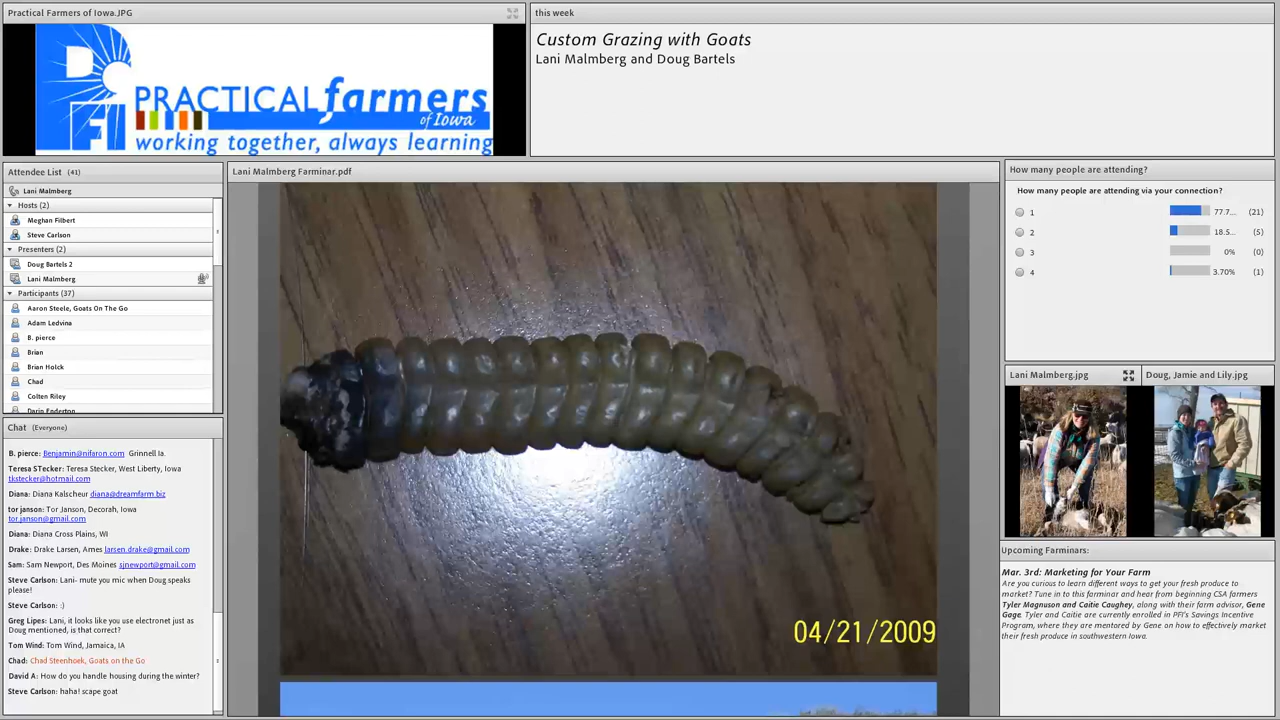 Practical Farmers of Iowa.JPG
PRACTICAL farmers
of Iowa
working together, always learning
this week
Custom Grazing with Goats
Lani Malmberg and Doug Bartels
Attendee List (41)
Lani Malmberg
Hosts (2)
Meghan Filbert
Steve Carlson
Presenters (2)
Doug Bartels 2
Lani Malmberg
Participants (37)
Aaron Steele, Goats On The Go
Adam Ledvina
B. pierce
Brian
Brian Holck
Chad
Colten Riley
Darin Enderton
Chat (Everyone)
B. pierce: Benjamin@nifaron.com Grinnell Ia.
Teresa STecker: Teresa Stecker, West Liberty, Iowa
tkstecker@hotmail.com
Diana: Diana Kalscheur diana@dreamfarm.biz
tor janson: Tor Janson, Decorah, Iowa
tor.janson@gmail.com
Diana: Diana Cross Plains, WI
Drake: Drake Larsen, Ames larsen.drake@gmail.com
Sam: Sam Newport, Des Moines sjnewport@gmail.com
Steve Carlson: Lani- mute you mic when Doug speaks
please!
Steve Carlson: :)
Greg Lipes: Lani, it looks like you use electronet just as
Doug mentioned, is that correct?
Tom Wind: Tom Wind, Jamaica, IA
Chad: Chad Steenhoek, Goats on the Go
David A: How do you handle housing during the winter?
Steve Carlson: haha! scape goat
Lani Malmberg Farminar.pdf
04/21/2009
How many people are attending?
How many people are attending via your connection?
1 77.7... (21)
2 18.5... (5)
3 0% (0)
4 3.70% (1)
Lani Malmberg.jpg
Doug, Jamie and Lily.jpg
Upcoming Farminars:
Mar. 3rd: Marketing for Your Farm
Are you curious to learn different ways to get your fresh produce to
market? Tune in to this farminar and hear from beginning CSA farmers
Tyler Magnuson and Caitie Caughey, along with their farm advisor, Gene
Gage. Tyler and Caitie are currently enrolled in PFI's Savings Incentive
Program, where they are mentored by Gene on how to effectively market
their fresh produce in southwestern Iowa.